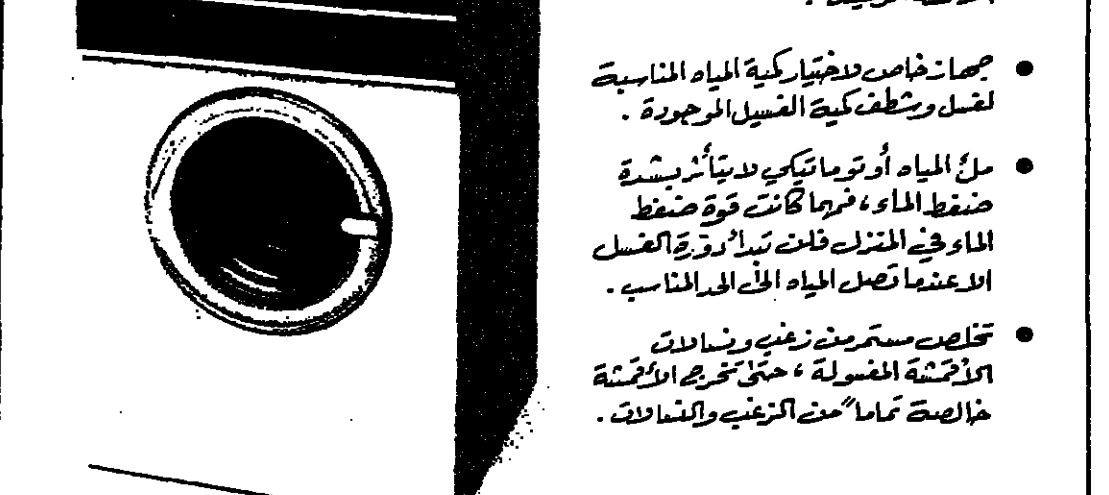 ● جهاز خاص لاختيار كمية المياه المناسبة
لغسل وشطف كمية الغسيل الموجودة .
● ملئ المياه أوتوماتيكي لا يتأثر بشدة
ضغط الماء ، فمهما كانت قوة ضغط
الماء في المنزل فلن تبدأ دورة الغسل
الا عندما تصل المياه الى الحد المناسب .
● تخلص مستمر من زغب ونسالات
الأقمشة المغسولة ، حتى تخرج الأقمشة
خالصة تماماً من الزغب والنسالات .